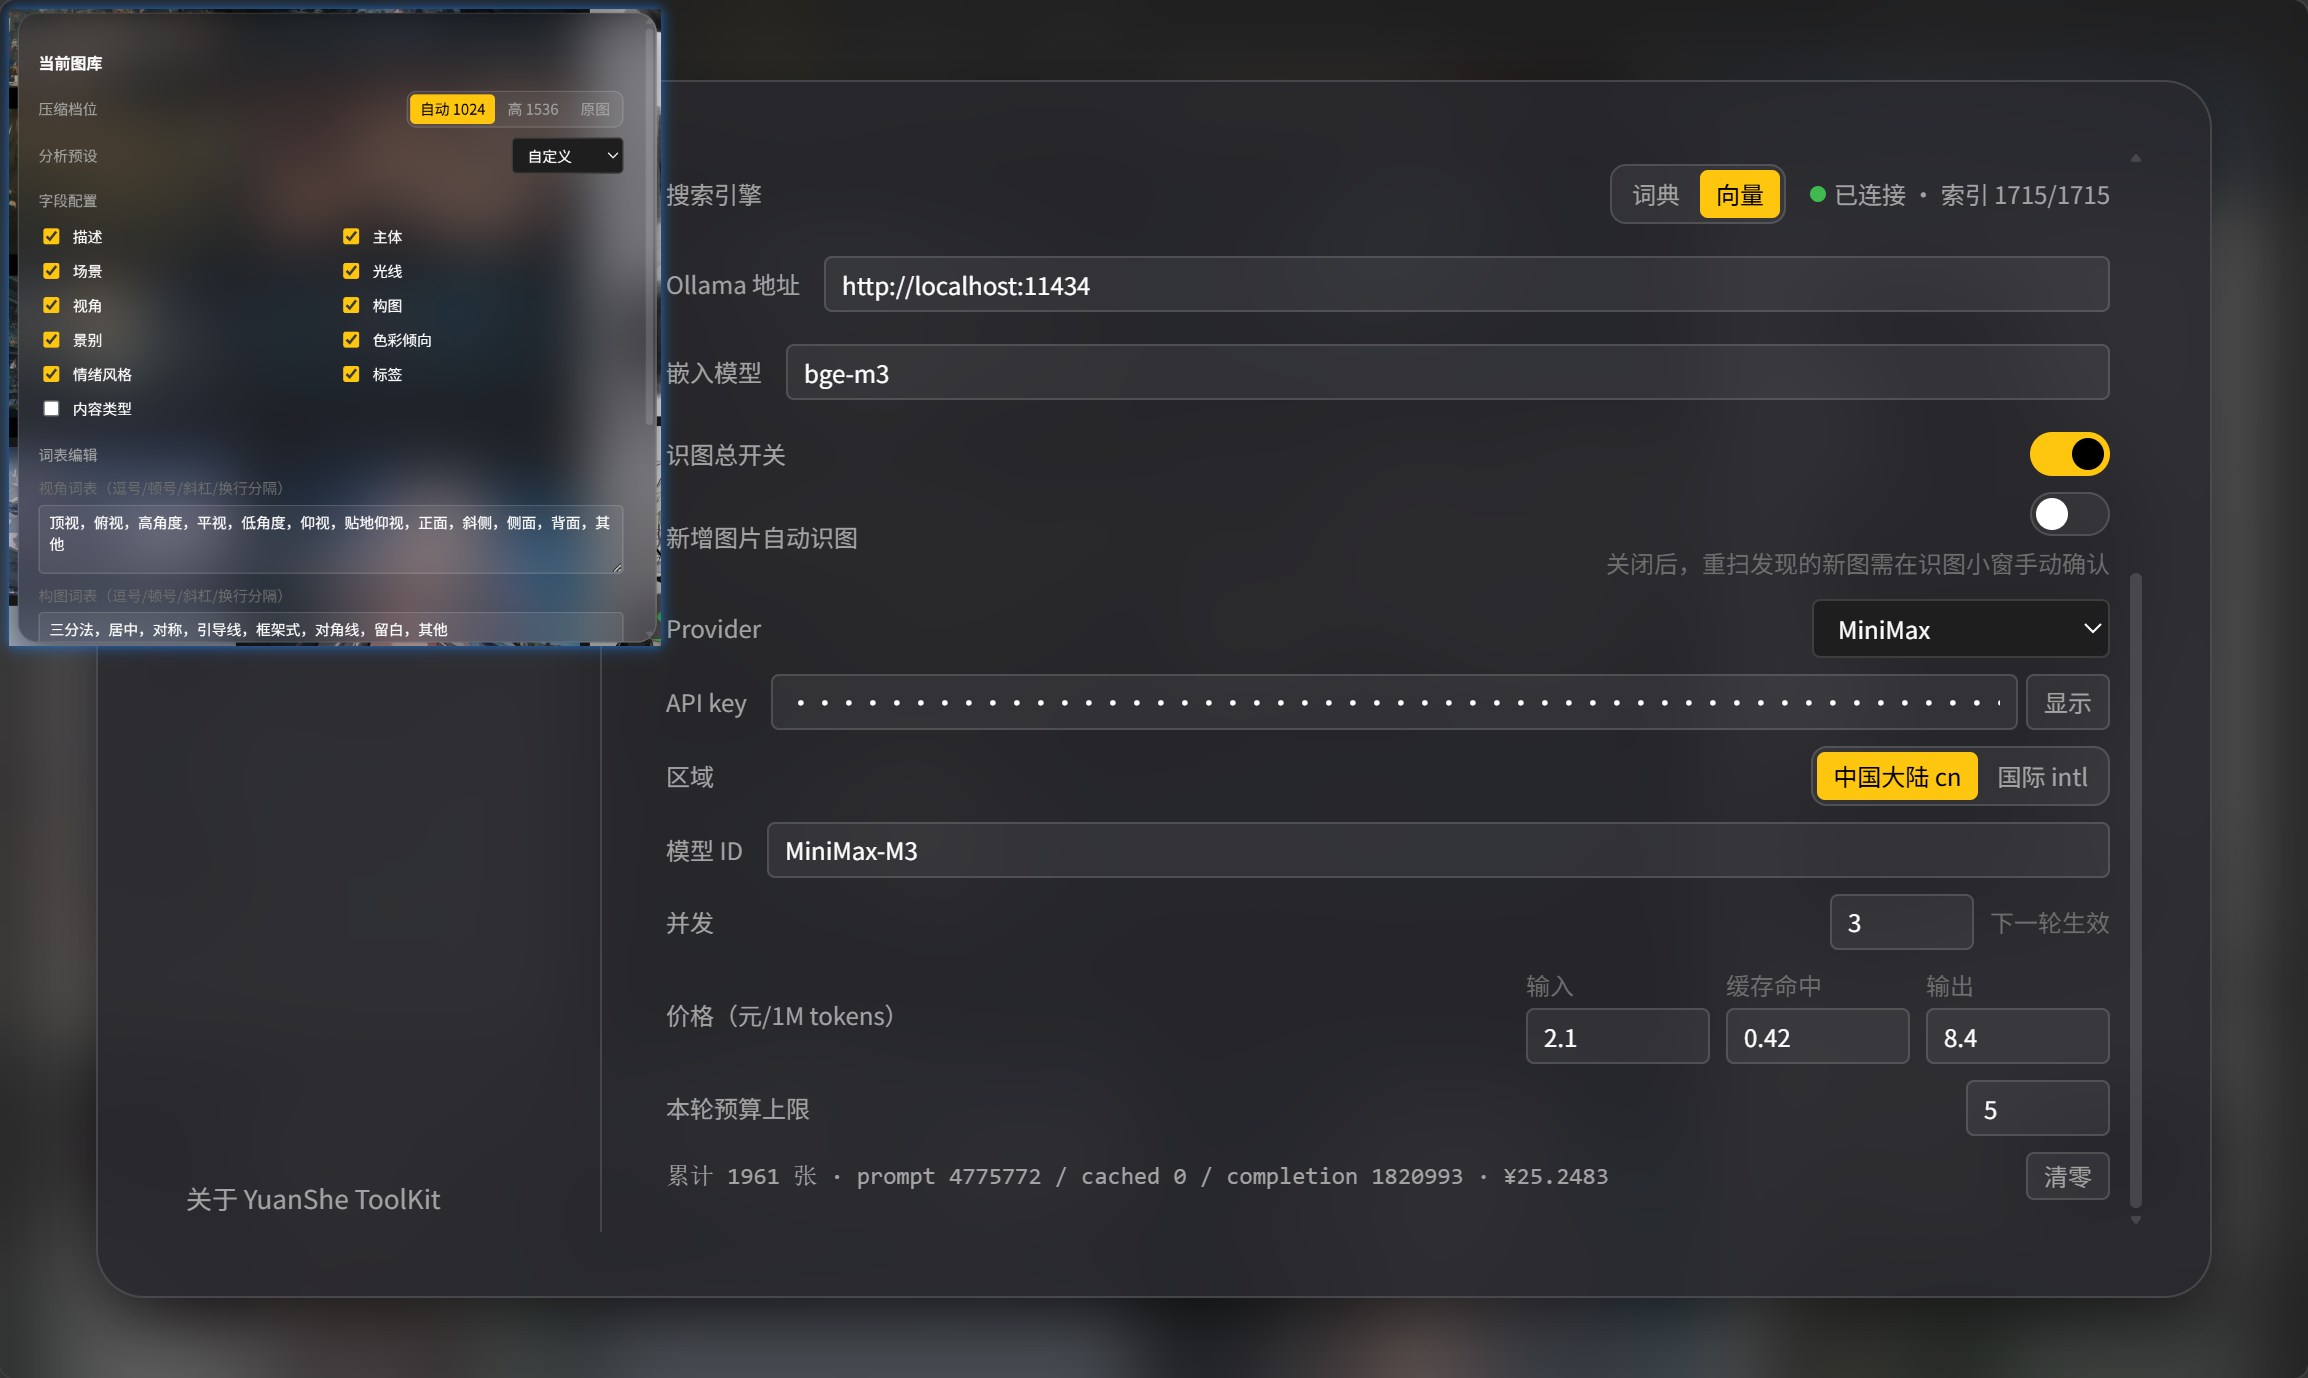 当前图库
压缩档位
自动 1024 高 1536 原图
分析预设
自定义
字段配置
描述 主体
场景 光线
视角 构图
景别 色彩倾向
情绪风格 标签
内容类型
词表编辑
视角词表（逗号/顿号/斜杠/换行分隔）
顶视，俯视，高角度，平视，低角度，仰视，贴地仰视，正面，斜侧，侧面，背面，其
他
构图词表（逗号/顿号/斜杠/换行分隔）
三分法，居中，对称，引导线，框架式，对角线，留白，其他
搜索引擎
词典 向量 已连接 · 索引 1715/1715
Ollama 地址 http://localhost:11434
嵌入模型 bge-m3
识图总开关
新增图片自动识图
关闭后，重扫发现的新图需在识图小窗手动确认
Provider MiniMax
API key 显示
区域 中国大陆 cn 国际 intl
模型 ID MiniMax-M3
并发 3 下一轮生效
输入 缓存命中 输出
价格（元/1M tokens） 2.1 0.42 8.4
本轮预算上限 5
累计 1961 张 · prompt 4775772 / cached 0 / completion 1820993 · ¥25.2483 清零
关于 YuanShe ToolKit